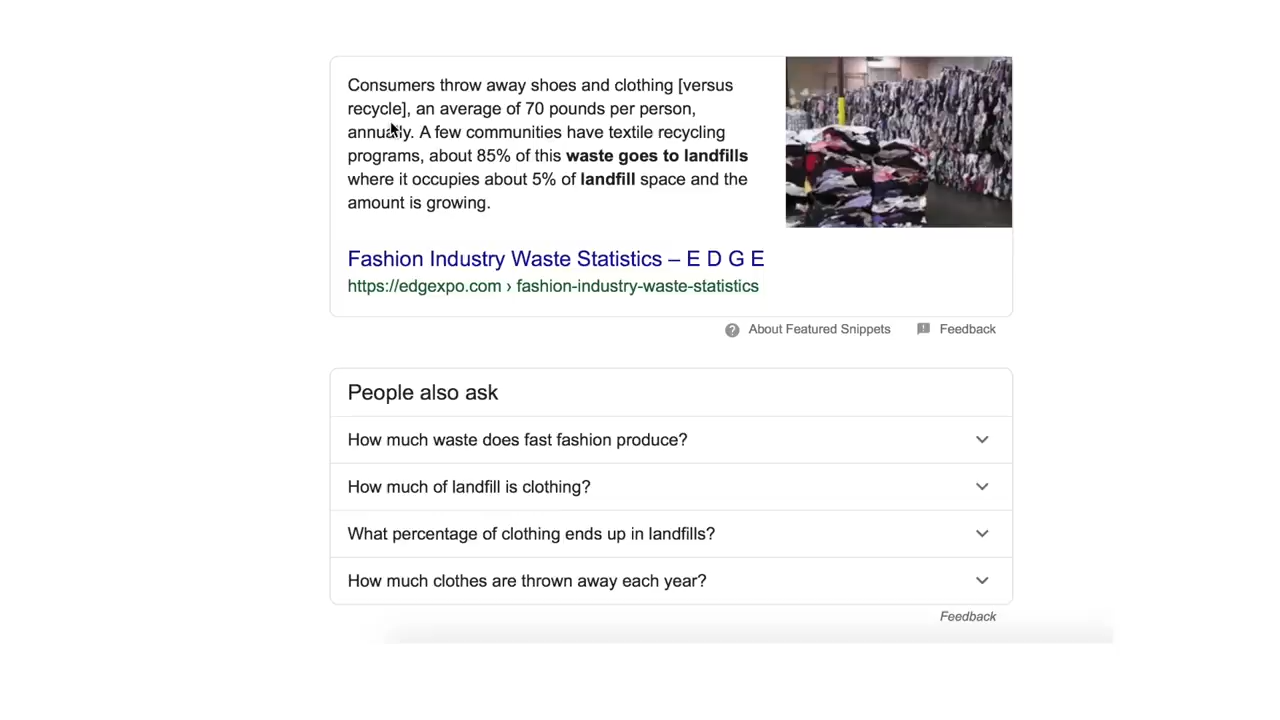 Consumers throw away shoes and clothing [versus
recycle], an average of 70 pounds per person,
annually. A few communities have textile recycling
programs, about 85% of this waste goes to landfills
where it occupies about 5% of landfill space and the
amount is growing.
Fashion Industry Waste Statistics – E D G E
https://edgexpo.com › fashion-industry-waste-statistics
About Featured Snippets
Feedback
People also ask
How much waste does fast fashion produce?
How much of landfill is clothing?
What percentage of clothing ends up in landfills?
How much clothes are thrown away each year?
Feedback